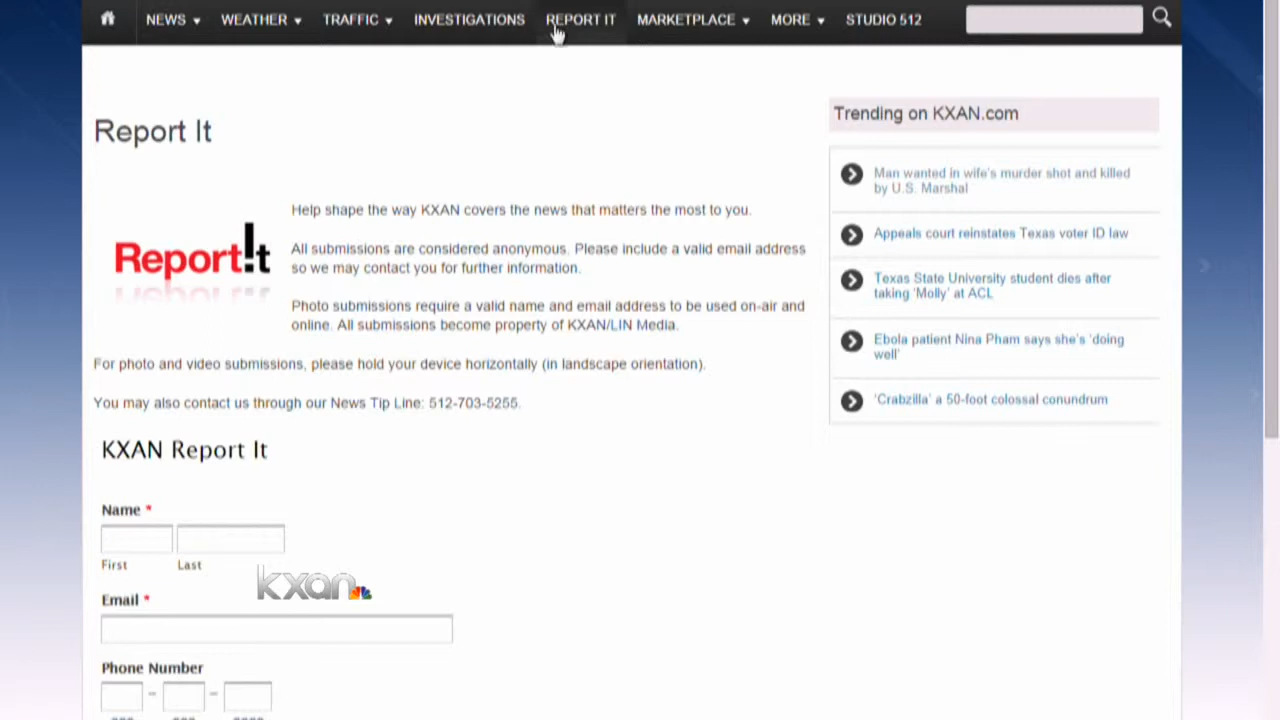 NEWS WEATHER TRAFFIC INVESTIGATIONS REPORT IT MARKETPLACE MORE STUDIO 512
Report It
Report!t
Help shape the way KXAN covers the news that matters the most to you.
All submissions are considered anonymous. Please include a valid email address
so we may contact you for further information.
Photo submissions require a valid name and email address to be used on-air and
online. All submissions become property of KXAN/LIN Media.
For photo and video submissions, please hold your device horizontally (in landscape orientation).
You may also contact us through our News Tip Line: 512-703-5255.
KXAN Report It
Name *
First Last
kxan
Email *
Phone Number
- -
Trending on KXAN.com
Man wanted in wife's murder shot and killed
by U.S. Marshal
Appeals court reinstates Texas voter ID law
Texas State University student dies after
taking 'Molly' at ACL
Ebola patient Nina Pham says she's 'doing
well'
'Crabzilla' a 50-foot colossal conundrum